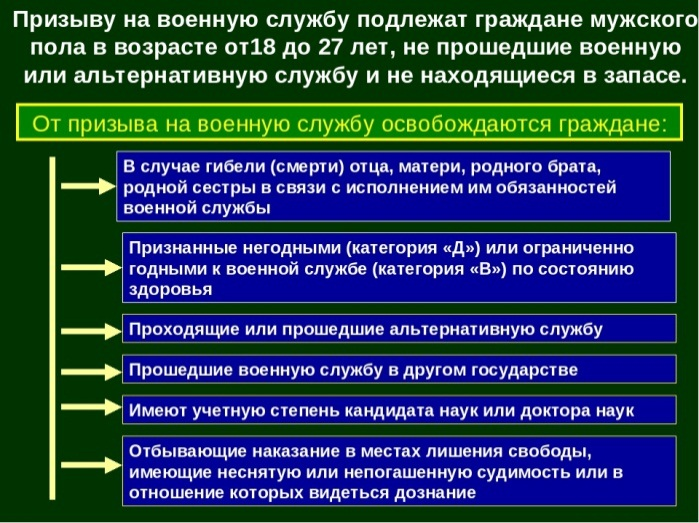 Призыву на военную службу подлежат граждане мужского
пола в возрасте от18 до 27 лет, не прошедшие военную
или альтернативную службу и не находящиеся в запасе.
От призыва на военную службу освобождаются граждане:
В случае гибели (смерти) отца, матери, родного брата,
родной сестры в связи с исполнением им обязанностей
военной службы
Признанные негодными (категория «Д») или ограниченно
годными к военной службе (категория «В») по состоянию
здоровья
Проходящие или прошедшие альтернативную службу
Прошедшие военную службу в другом государстве
Имеют учетную степень кандидата наук или доктора наук
Отбывающие наказание в местах лишения свободы,
имеющие неснятую или непогашенную судимость или в
отношение которых видеться дознание